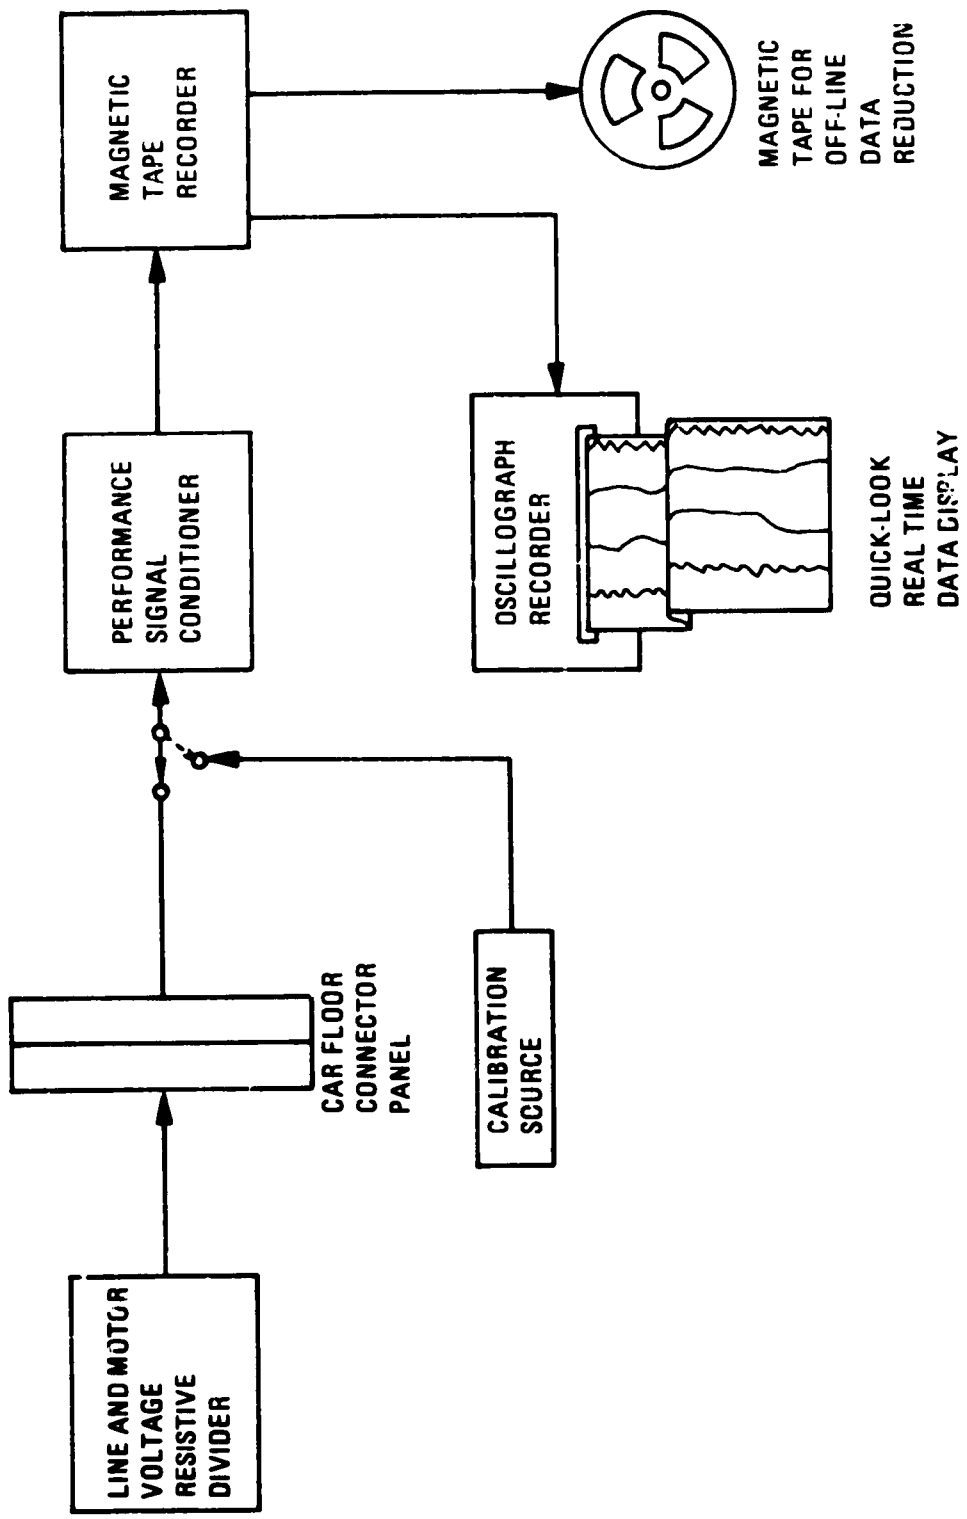 LINE AND MOTOR
VOLTAGE
RESISTIVE
DIVIDER
CAR FLOOR
CONNECTOR
PANEL
CALIBRATION
SOURCE
PERFORMANCE
SIGNAL
CONDITIONER
OSCILLOGRAPH
RECORDER
QUICK-LOOK
REAL TIME
DATA DISPLAY
MAGNETIC
TAPE
RECORDER
MAGNETIC
TAPE FOR
OFF-LINE
DATA
REDUCTION